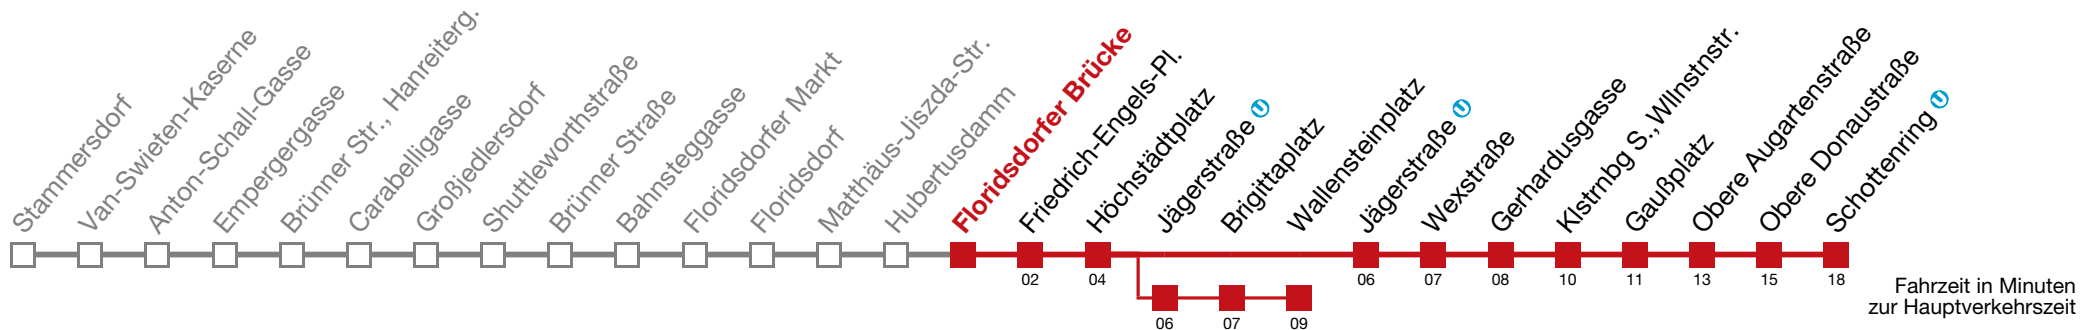 Stammersdorf
Van-Swieten-Kaserne
Anton-Schall-Gasse
Empergergasse
Brünner Str., Hanreiterg.
Carabelligasse
Großjedlersdorf
Shuttleworthstraße
Brünner Straße
Bahnsteggasse
Floridsdorfer Markt
Floridsdorf
Matthäus-Jiszda-Str.
Hubertusdamm
Floridsdorfer Brücke
Friedrich-Engels-Pl.
Höchstädtplatz
Jägerstraße U
Brigittaplatz
Wallensteinplatz
Jägerstraße U
Wexstraße
Gerhardusgasse
Klstrnbg S., Wllnstnstr.
Gaußplatz
Obere Augartenstraße
Obere Donaustraße
Schottenring U
02 04 06 07 08 10 11 13 15 18
06 07 09
Fahrzeit in Minuten
zur Hauptverkehrszeit